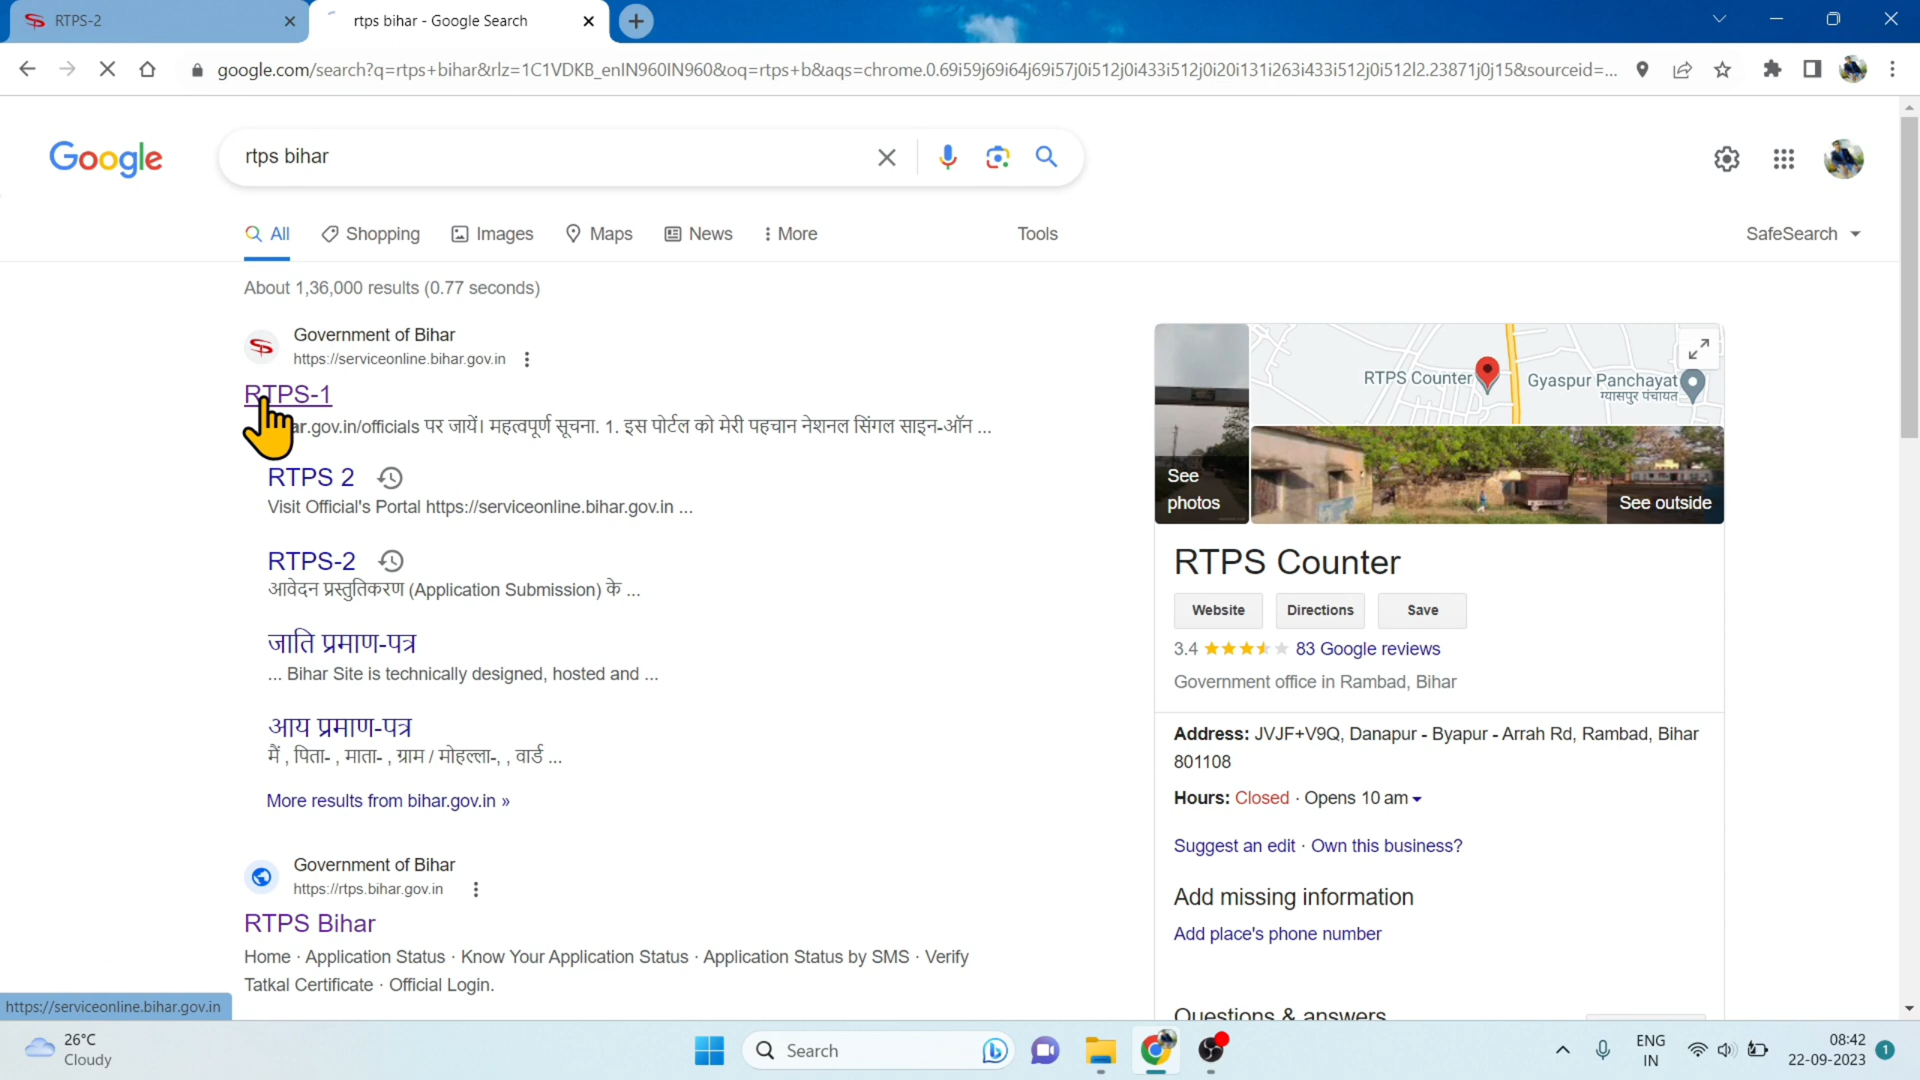 RTPS-2
rtps bihar - Google Search
google.com/search?q=rtps+bihar&rlz=1C1VDKB_enIN960IN960&oq=rtps+b&aqs=chrome.0.69i59j69i64j69i57j0i512j0i433i512j0i20i131i263i433i512j0i512l2.23871j0j15&sourceid=...
Google
rtps bihar
All
Shopping
Images
Maps
News
More
Tools
SafeSearch
About 1,36,000 results (0.77 seconds)
Government of Bihar
https://serviceonline.bihar.gov.in
RTPS-1
ar.gov.in/officials पर जायें। महत्वपूर्ण सूचना. 1. इस पोर्टल को मेरी पहचान नेशनल सिंगल साइन-ऑन ...
RTPS 2
Visit Official's Portal https://serviceonline.bihar.gov.in ...
RTPS-2
आवेदन प्रस्तुतिकरण (Application Submission) के ...
जाति प्रमाण-पत्र
... Bihar Site is technically designed, hosted and ...
आय प्रमाण-पत्र
मैं , पिता- , माता- , ग्राम / मोहल्ला-, , वार्ड ...
More results from bihar.gov.in »
Government of Bihar
https://rtps.bihar.gov.in
RTPS Bihar
Home · Application Status · Know Your Application Status · Application Status by SMS · Verify
Tatkal Certificate · Official Login.
RTPS Counter
Gyaspur Panchayat
ग्यासपुर पंचायत
See
photos
See outside
RTPS Counter
Website
Directions
Save
3.4
83 Google reviews
Government office in Rambad, Bihar
Address: JVJF+V9Q, Danapur - Byapur - Arrah Rd, Rambad, Bihar
801108
Hours: Closed · Opens 10 am
Suggest an edit · Own this business?
Add missing information
Add place's phone number
Questions & answers
https://serviceonline.bihar.gov.in
26°C
Cloudy
Search
ENG
IN
08:42
22-09-2023
1